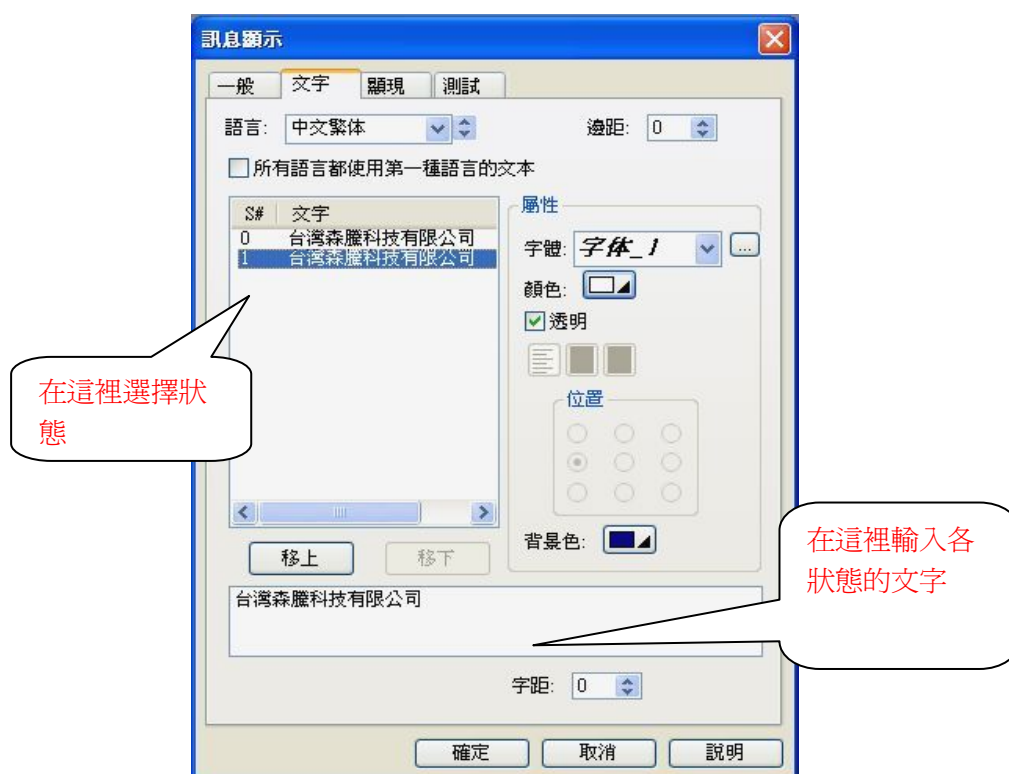 訊息顯示
一般 文字 顯現 測試
語言: 中文繁体 邊距: 0
所有語言都使用第一種語言的文本
S# 文字
0 台灣森騰科技有限公司
1 台灣森騰科技有限公司
屬性
字體: 字体_1 ...
顏色:
透明
位置
背景色:
在這裡選擇狀
態
移上 移下
台灣森騰科技有限公司
在這裡輸入各
狀態的文字
字距: 0
確定 取消 説明